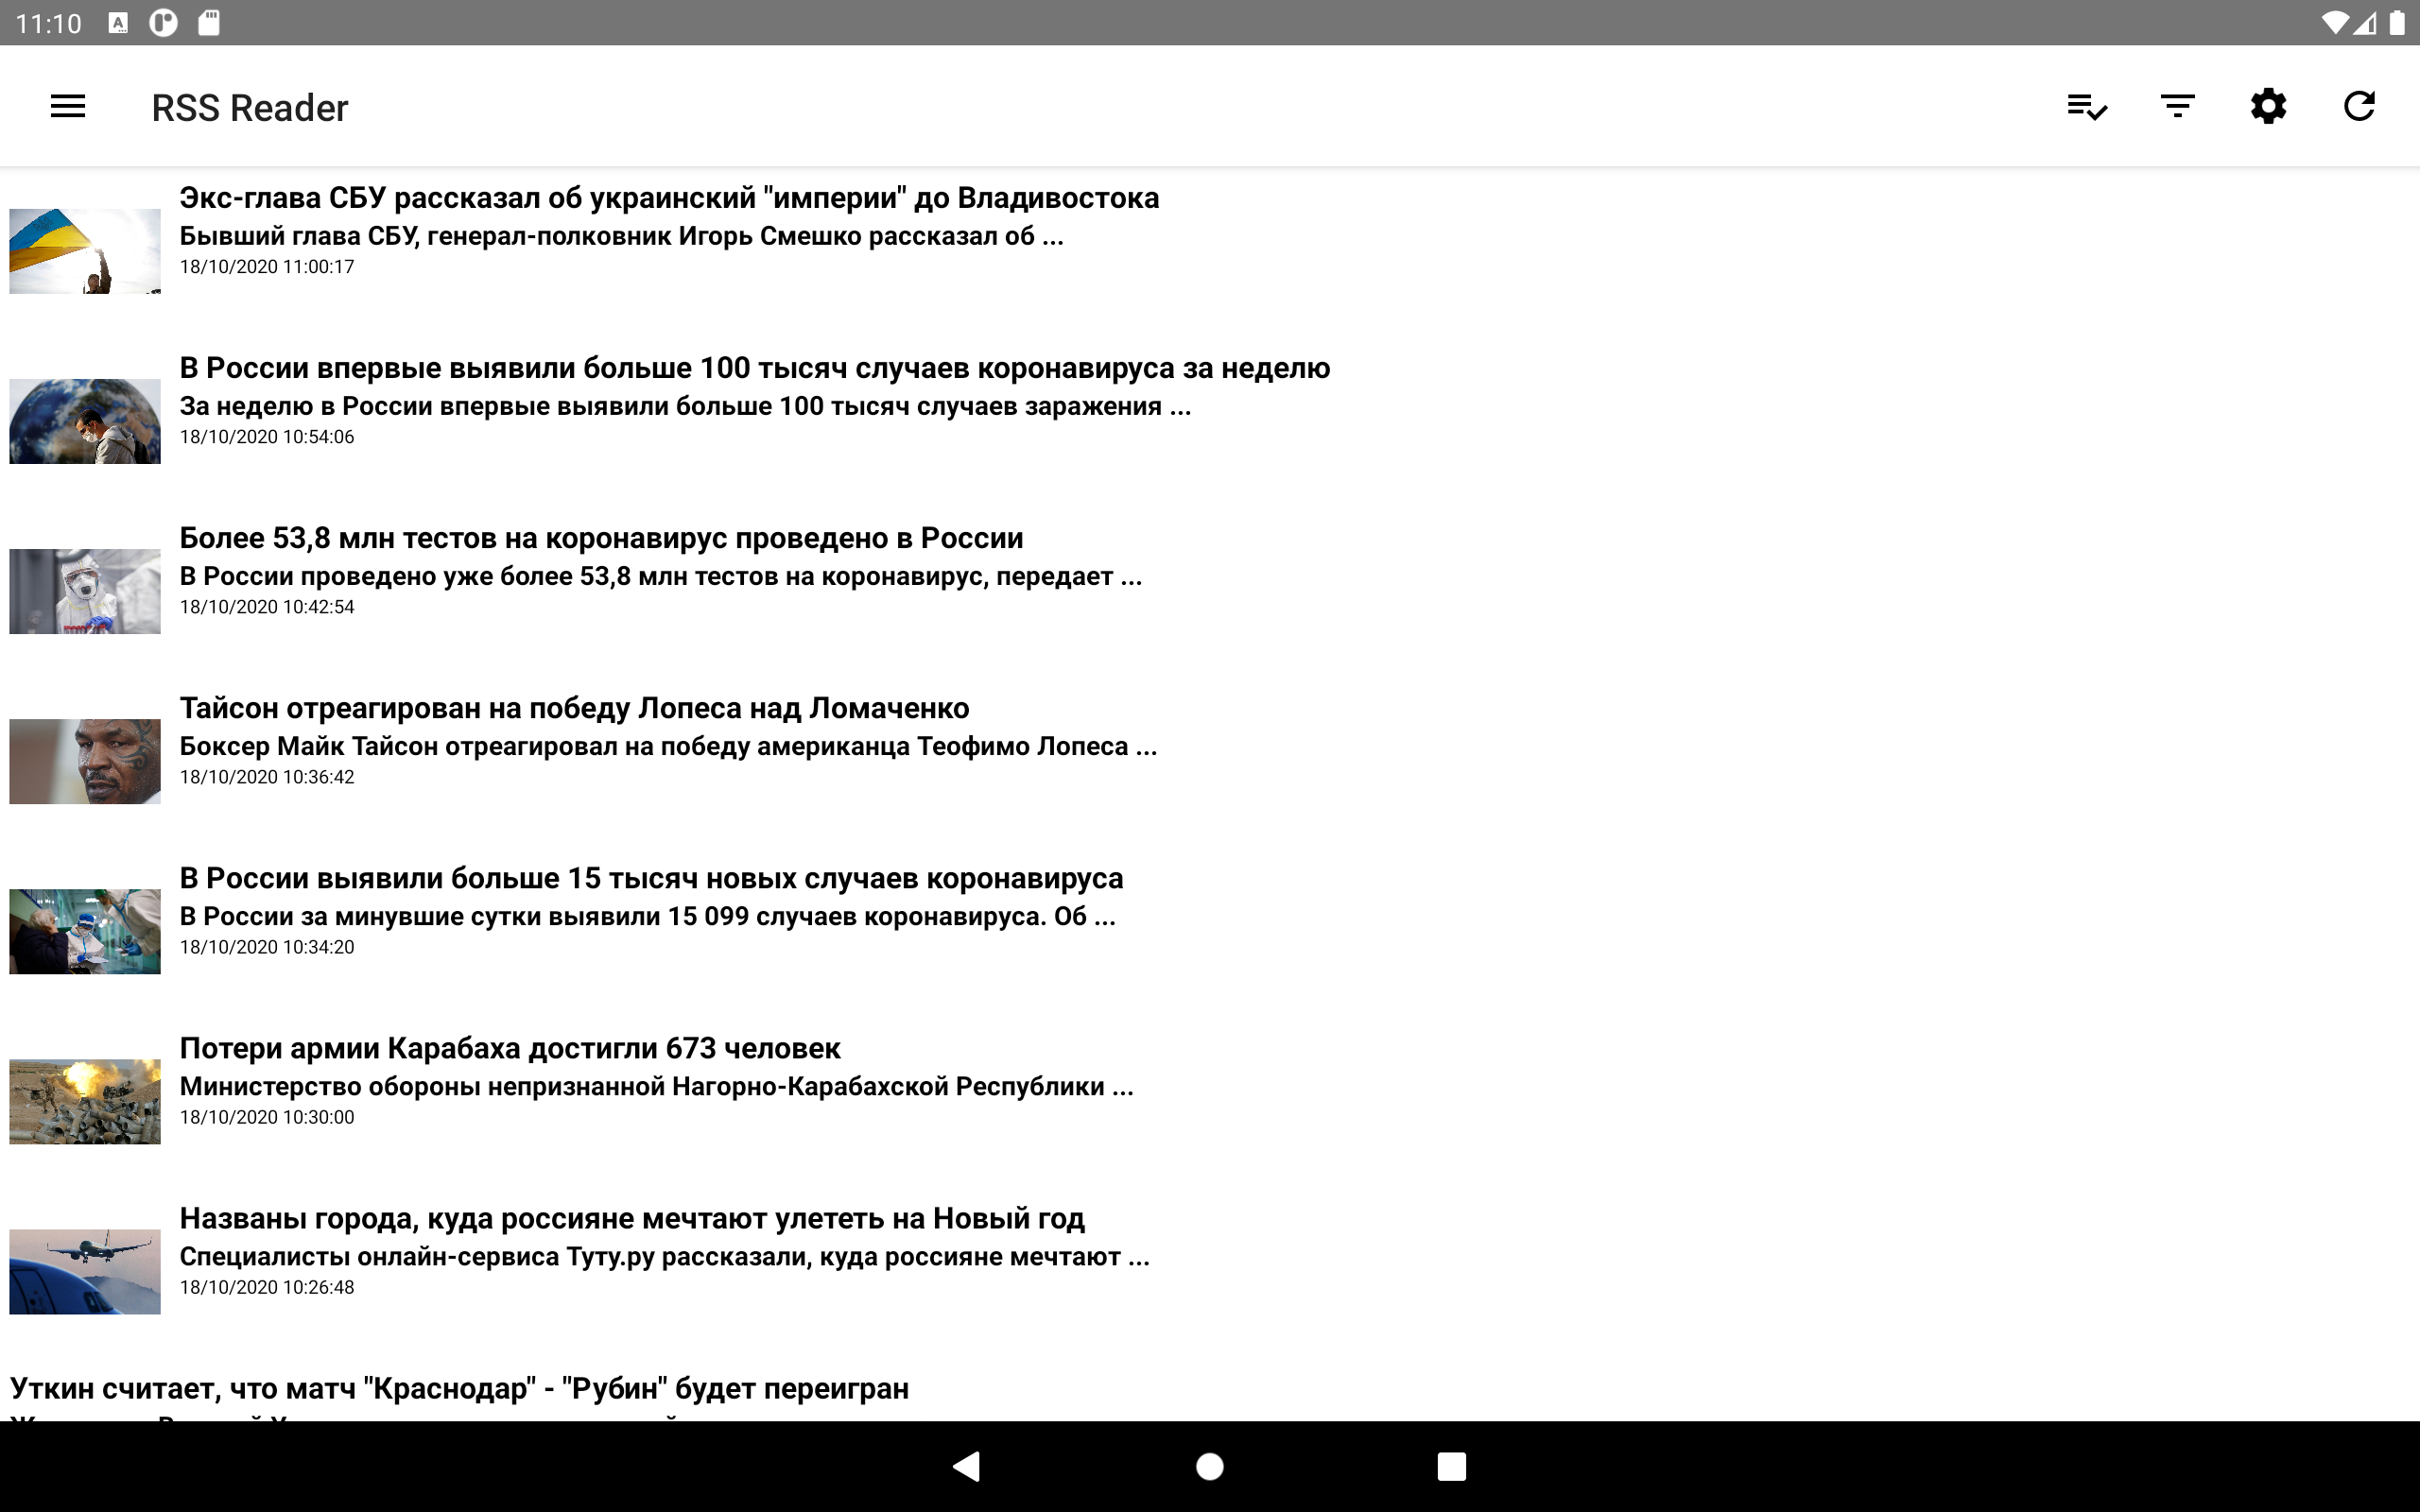 11:10
RSS Reader
Экс-глава СБУ рассказал об украинский "империи" до Владивостока
Бывший глава СБУ, генерал-полковник Игорь Смешко рассказал об ...
18/10/2020 11:00:17
В России впервые выявили больше 100 тысяч случаев коронавируса за неделю
За неделю в России впервые выявили больше 100 тысяч случаев заражения ...
18/10/2020 10:54:06
Более 53,8 млн тестов на коронавирус проведено в России
В России проведено уже более 53,8 млн тестов на коронавирус, передает ...
18/10/2020 10:42:54
Тайсон отреагирован на победу Лопеса над Ломаченко
Боксер Майк Тайсон отреагировал на победу американца Теофимо Лопеса ...
18/10/2020 10:36:42
В России выявили больше 15 тысяч новых случаев коронавируса
В России за минувшие сутки выявили 15 099 случаев коронавируса. Об ...
18/10/2020 10:34:20
Потери армии Карабаха достигли 673 человек
Министерство обороны непризнанной Нагорно-Карабахской Республики ...
18/10/2020 10:30:00
Названы города, куда россияне мечтают улететь на Новый год
Специалисты онлайн-сервиса Туту.ру рассказали, куда россияне мечтают ...
18/10/2020 10:26:48
Уткин считает, что матч "Краснодар" - "Рубин" будет переигран